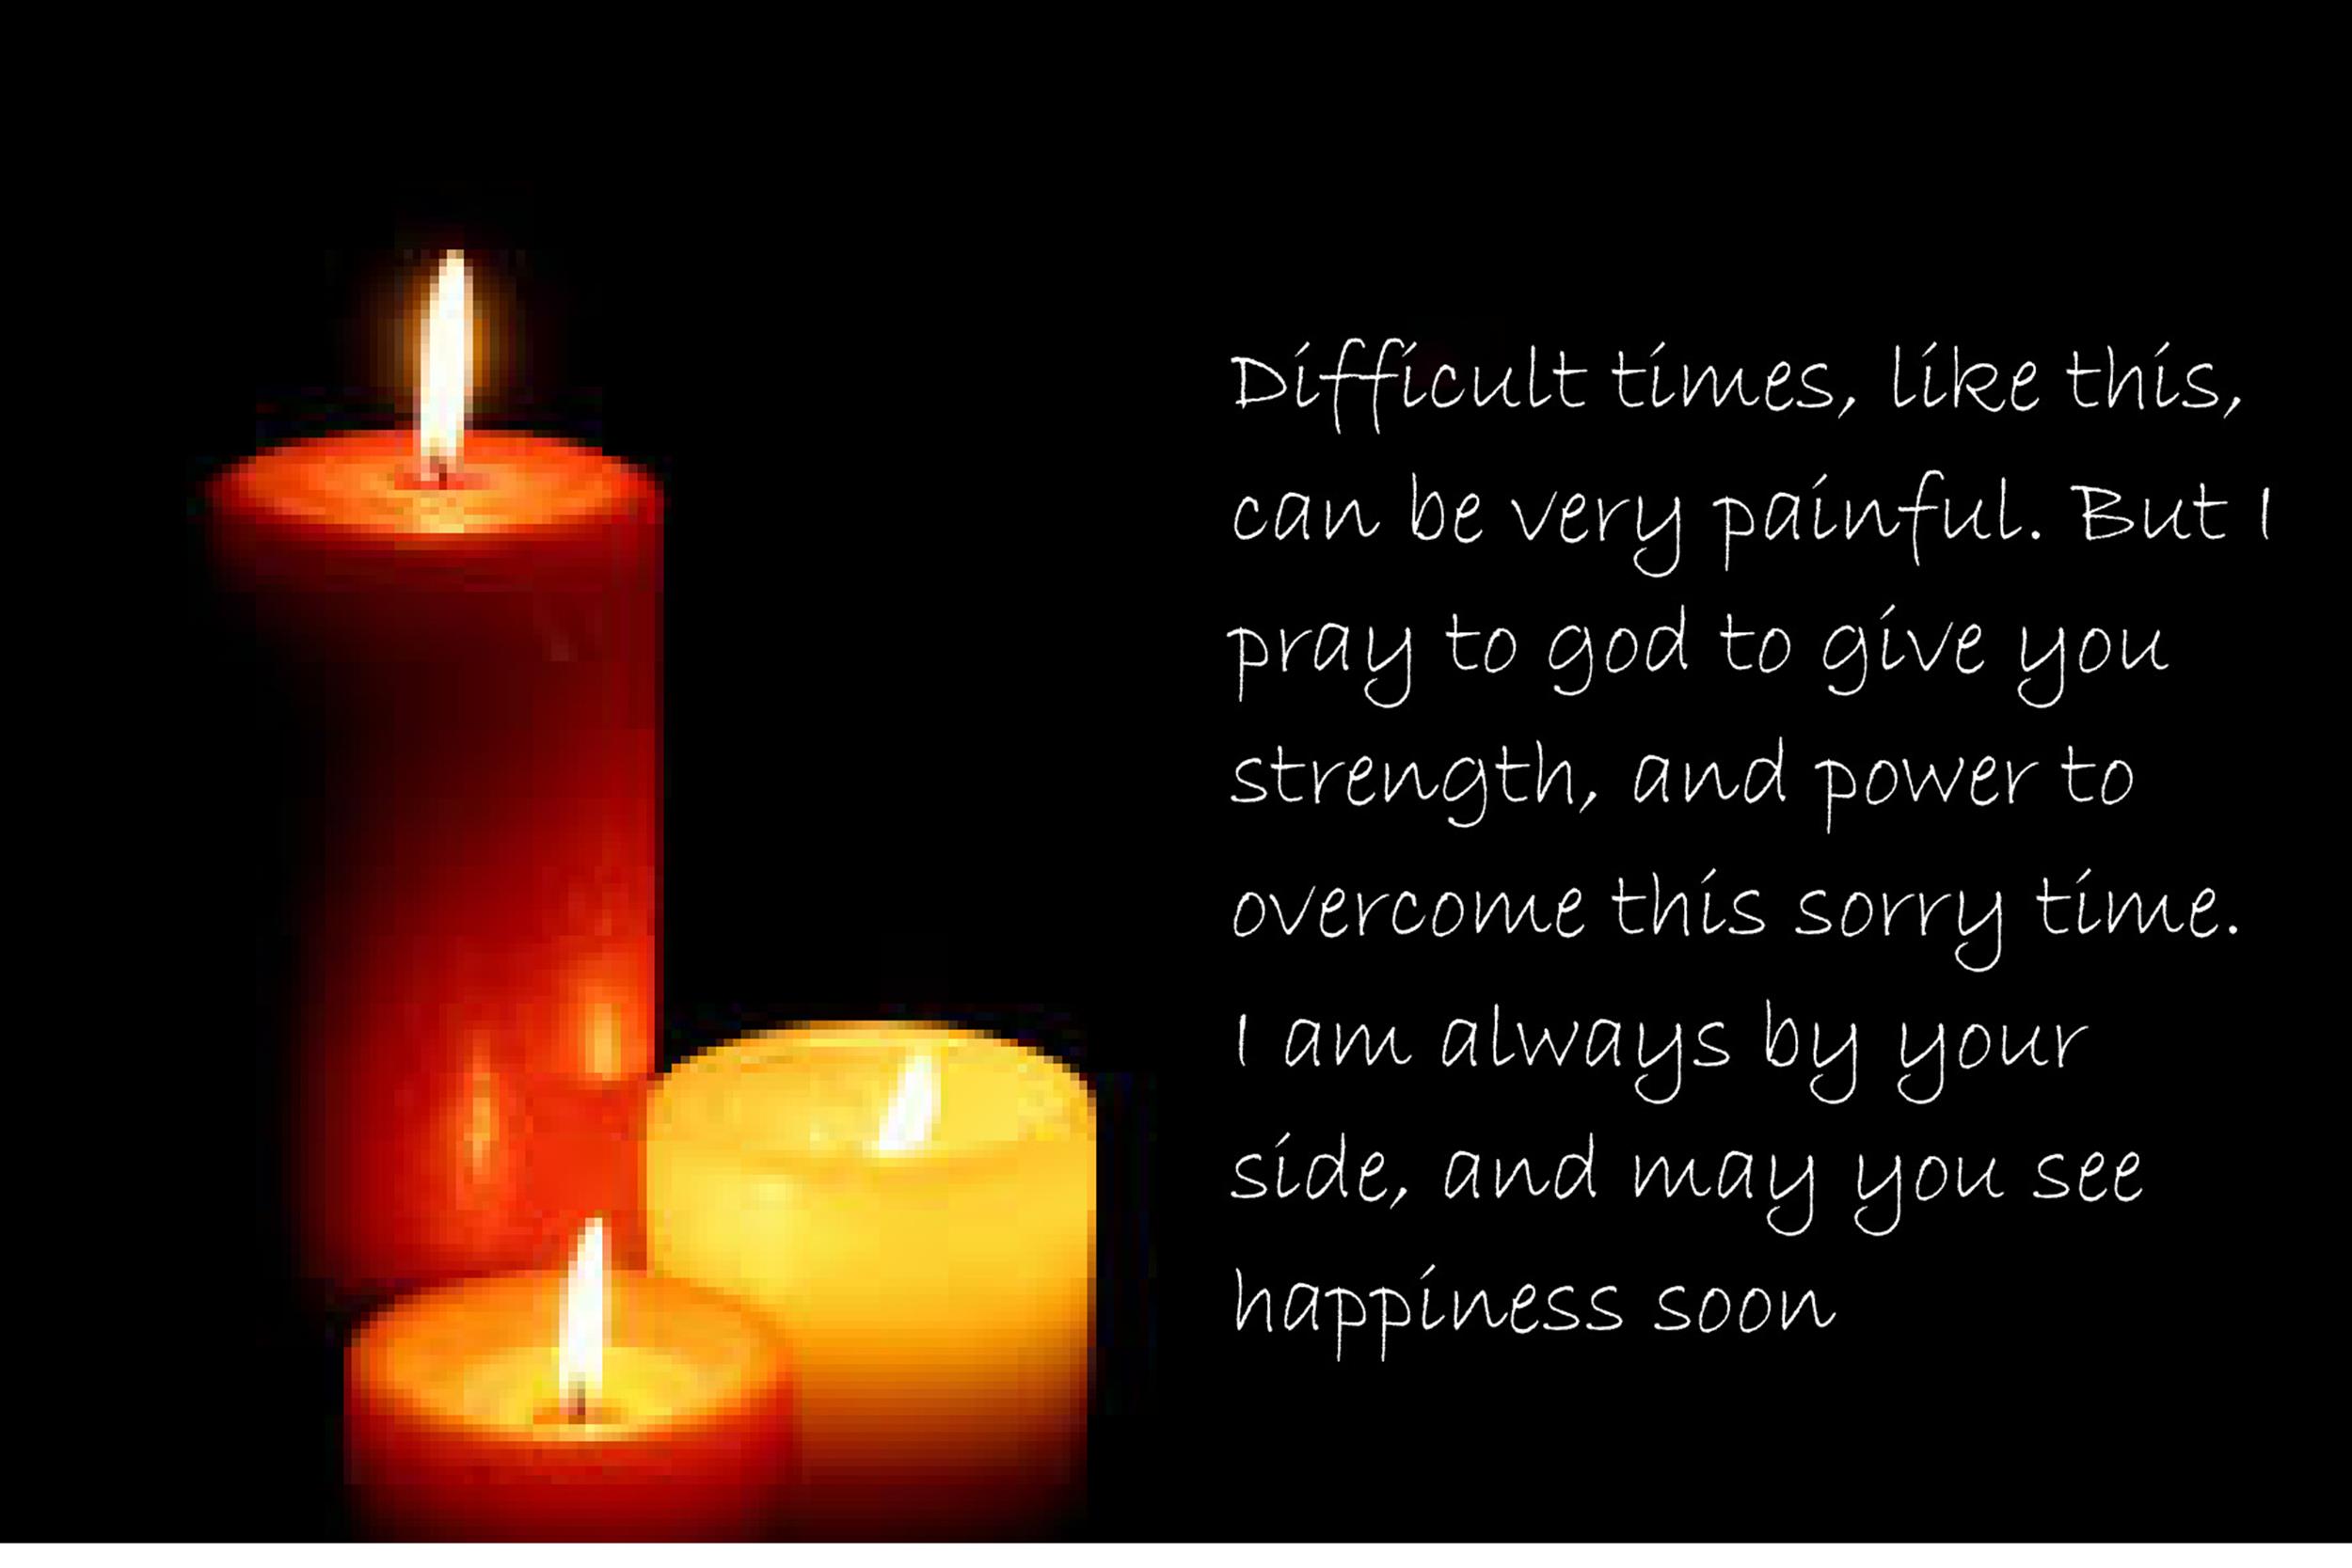 Difficult times, like this,
can be very painful. But I
pray to god to give you
strength, and power to
overcome this sorry time.
I am always by your
side, and may you see
happiness soon